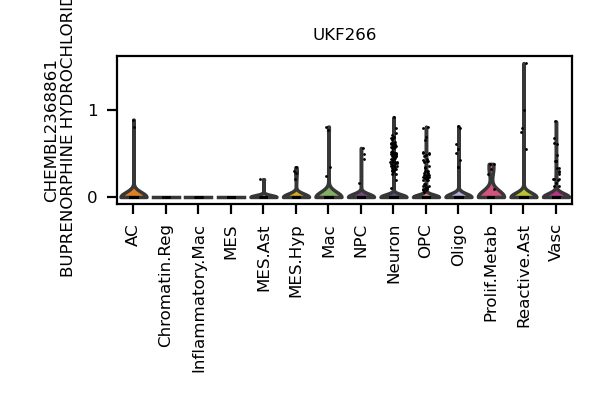 UKF266
CHEMBL2368861
BUPRENORPHINE HYDROCHLORID
1
0
AC
Chromatin.Reg
Inflammatory.Mac
MES
MES.Ast
MES.Hyp
Mac
NPC
Neuron
OPC
Oligo
Prolif.Metab
Reactive.Ast
Vasc